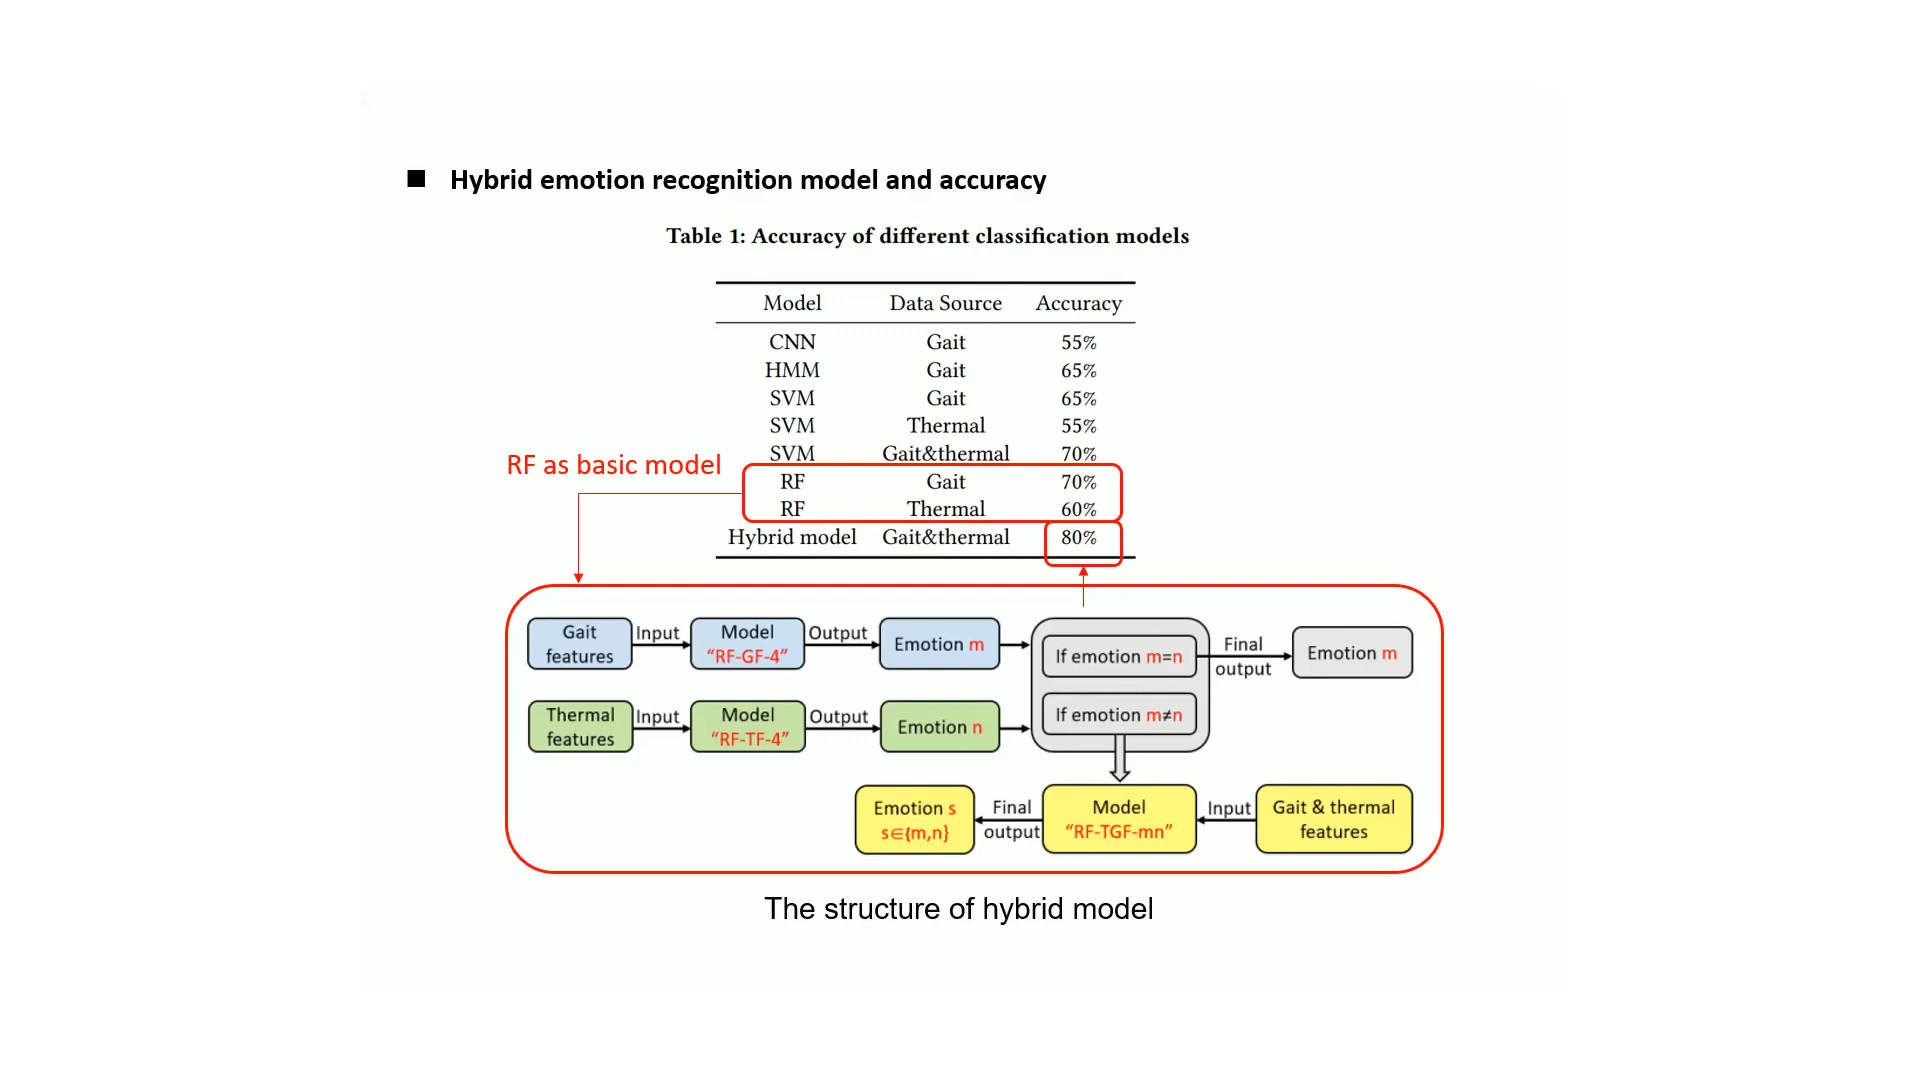 ■ Hybrid emotion recognition model and accuracy
Table 1: Accuracy of different classification models
Model Data Source Accuracy
CNN Gait 55%
HMM Gait 65%
SVM Gait 65%
SVM Thermal 55%
SVM Gait&thermal 70%
RF as basic model
RF Gait 70%
RF Thermal 60%
Hybrid model Gait&thermal 80%
Gait
features
Input
Model
“RF-GF-4”
Output
Emotion m
If emotion m=n
Final
output
Emotion m
Thermal
features
Input
Model
“RF-TF-4”
Output
Emotion n
If emotion m≠n
Emotion s
s∈{m,n}
Final
output
Model
“RF-TGF-mn”
Input
Gait & thermal
features
The structure of hybrid model